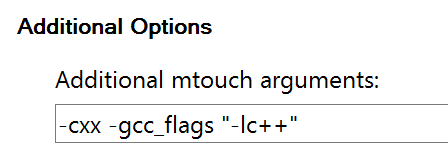 Additional Options
Additional mtouch arguments:
-cxx -gcc_flags "-lc++"